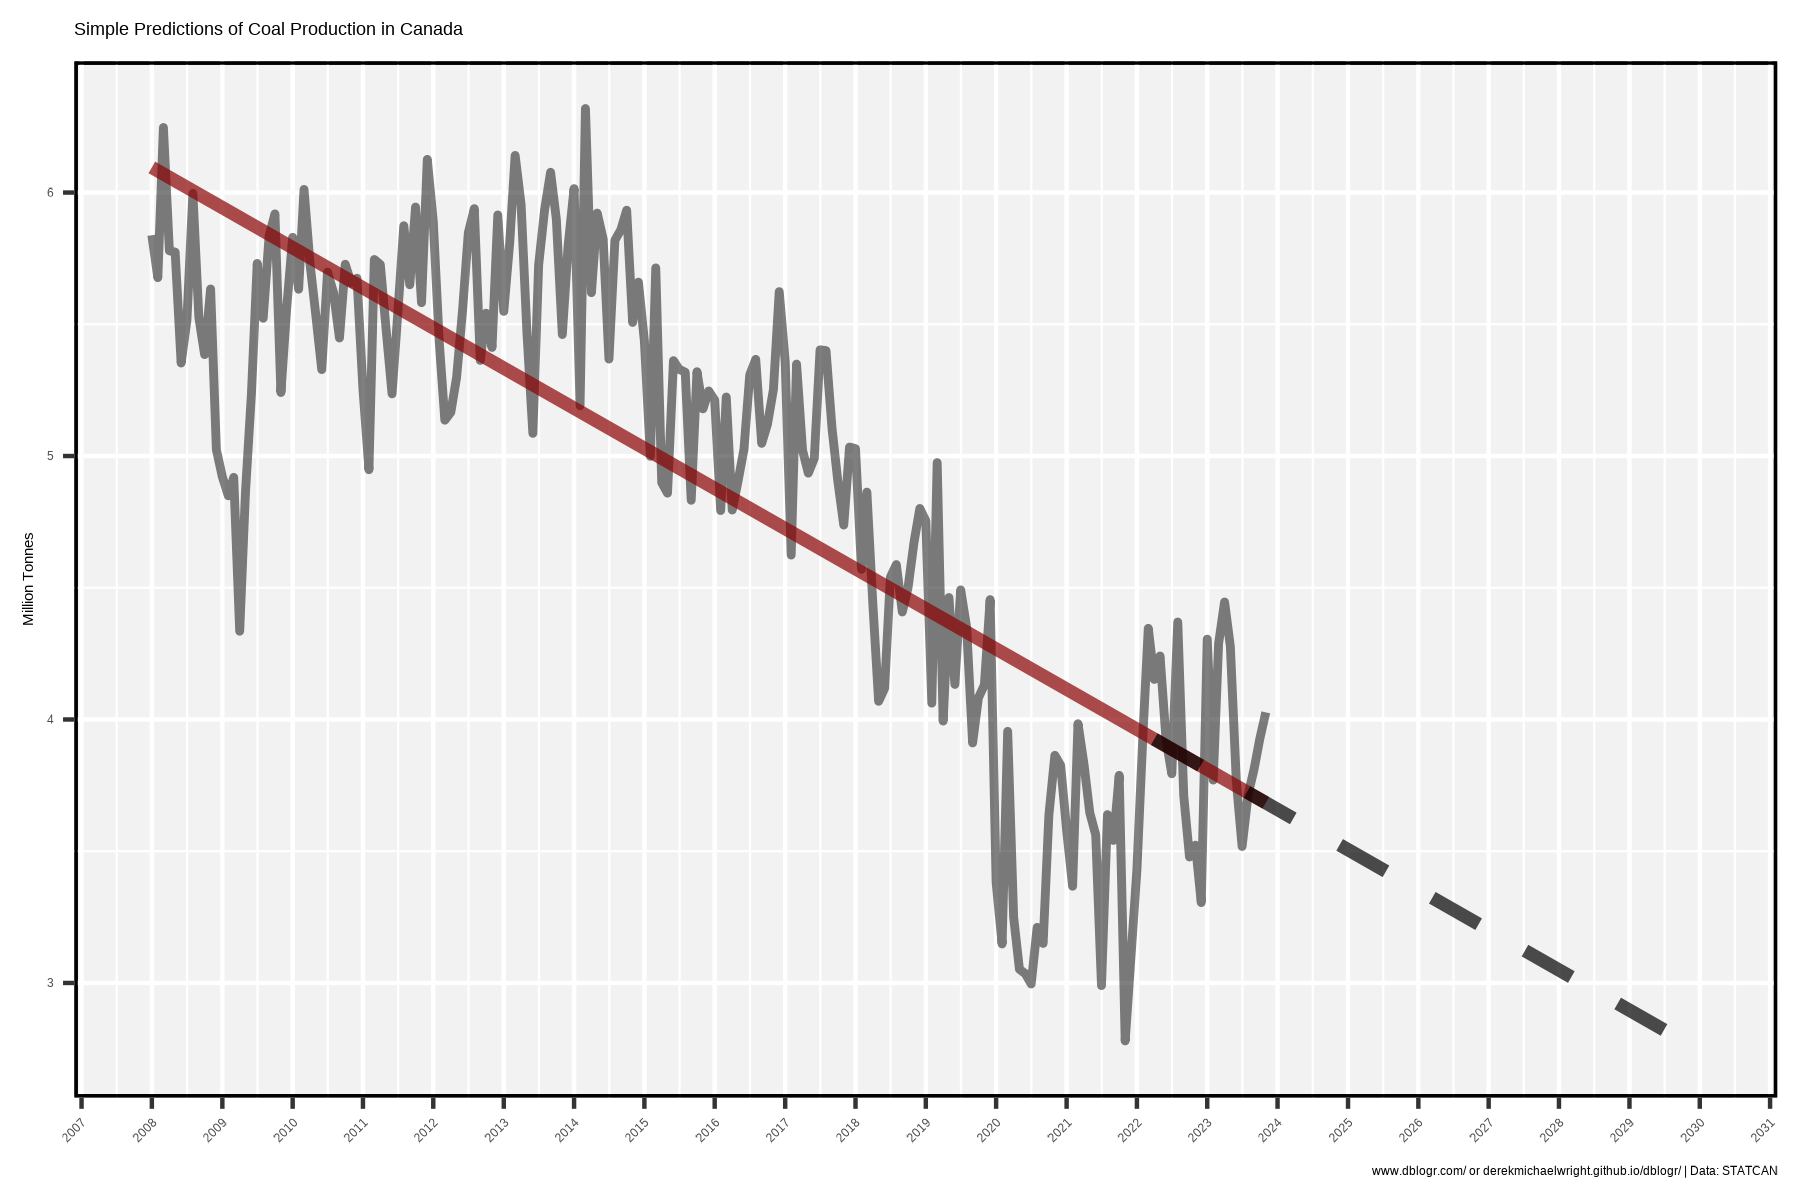 Simple Predictions of Coal Production in Canada
Million Tonnes
6
5
4
3
2007 2008 2009 2010 2011 2012 2013 2014 2015 2016 2017 2018 2019 2020 2021 2022 2023 2024 2025 2026 2027 2028 2029 2030 2031
www.dblogr.com/ or derekmichaelwright.github.io/dblogr/ | Data: STATCAN